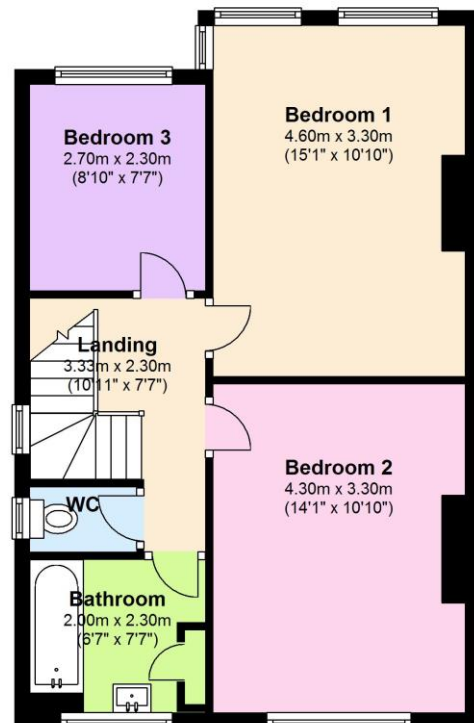 Bedroom 1
4.60m x 3.30m
(15'1" x 10'10")
Bedroom 3
2.70m x 2.30m
(8'10" x 7'7")
Landing
3.33m x 2.30m
(10'11" x 7'7")
Bedroom 2
4.30m x 3.30m
(14'1" x 10'10")
WC
Bathroom
2.00m x 2.30m
(6'7" x 7'7")